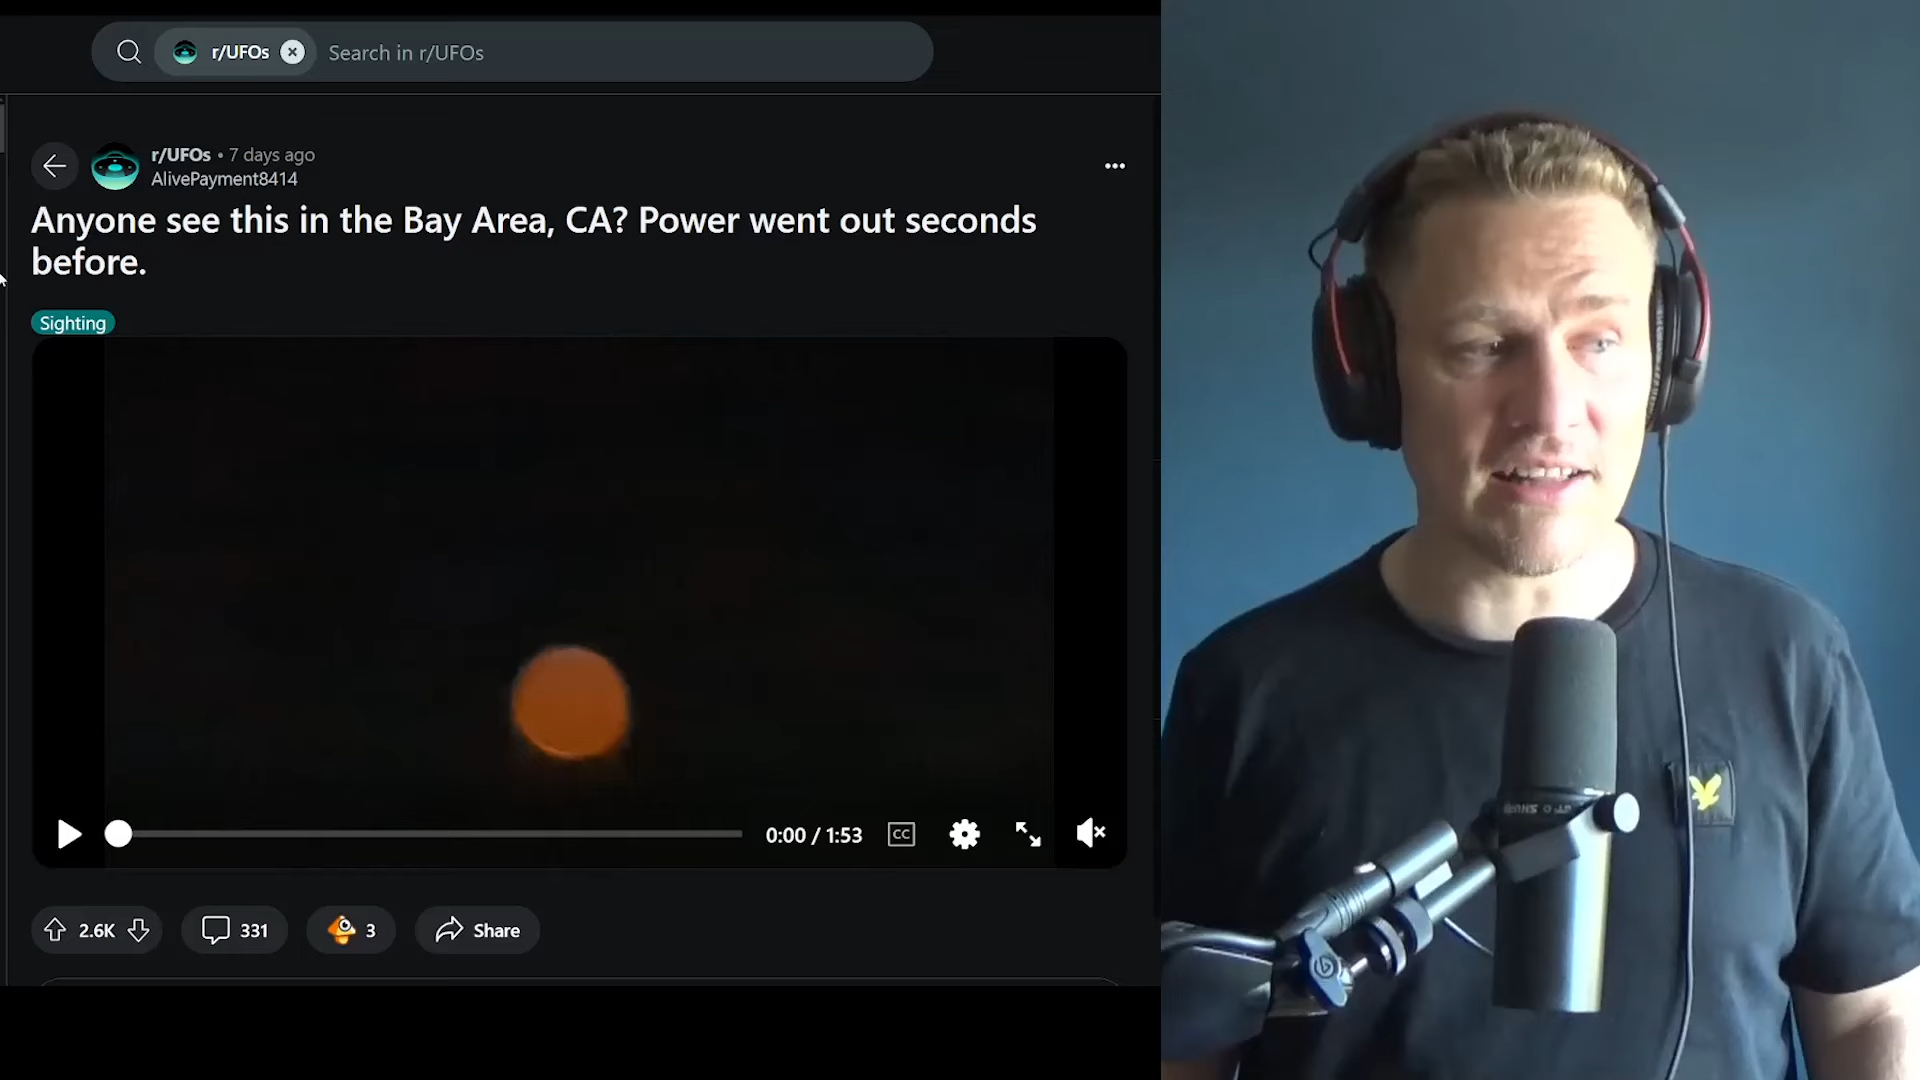 r/UFOs
Search in r/UFOs
r/UFOs • 7 days ago
AlivePayment8414
Anyone see this in the Bay Area, CA? Power went out seconds
before.
Sighting
0:00 / 1:53
CC
2.6K
331
3
Share